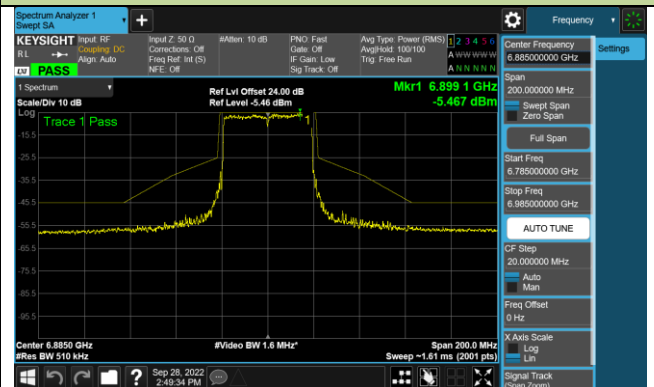 Spectrum Analyzer 1
Swept SA
Frequency
KEYSIGHT
RL
LXI
PASS
Input: RF
Coupling: DC
Align: Auto
Input Z: 50 Ω
Corrections: Off
Freq Ref: Int (S)
NFE: Off
#Atten: 10 dB
PNO: Fast
Gate: Off
IF Gain: Low
Sig Track: Off
Avg Type: Power (RMS)
Avg|Hold: 100/100
Trig: Free Run
1 2 3 4 5 6
A W W W W W
A N N N N N
1 Spectrum
Scale/Div 10 dB
Ref Lvl Offset 24.00 dB
Ref Level -5.46 dBm
Mkr1 6.899 1 GHz
-5.467 dBm
Log
Trace 1 Pass
1
-15.5
-25.5
-35.5
-45.5
-55.5
-65.5
-75.5
-85.5
-95.5
Center 6.8850 GHz
#Res BW 510 kHz
#Video BW 1.6 MHz*
Span 200.0 MHz
Sweep ~1.61 ms (2001 pts)
Sep 28, 2022
2:49:34 PM
Center Frequency
6.885000000 GHz
Settings
Span
200.000000 MHz
Swept Span
Zero Span
Full Span
Start Freq
6.785000000 GHz
Stop Freq
6.985000000 GHz
AUTO TUNE
CF Step
20.000000 MHz
Auto
Man
Freq Offset
0 Hz
X Axis Scale
Log
Lin
Signal Track
(Span Zoom)